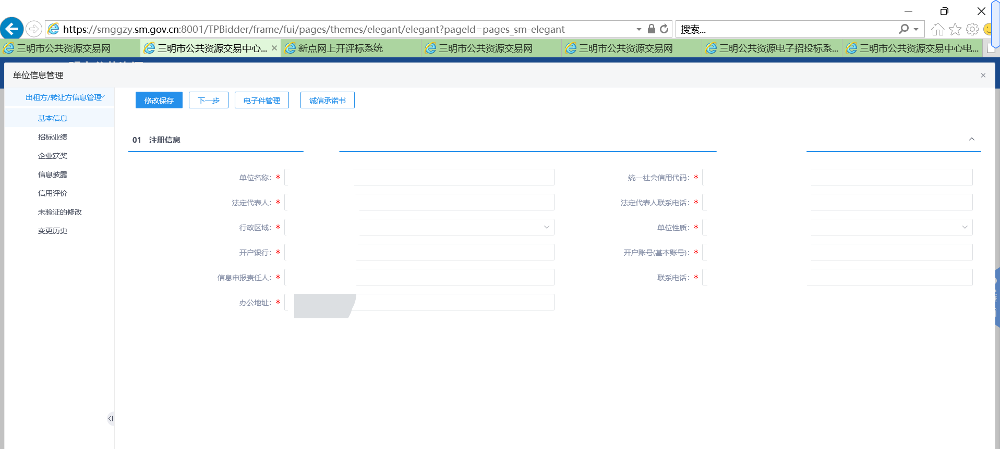 https://smggzy.sm.gov.cn:8001/TPBidder/frame/fui/pages/themes/elegant/elegant?pageId=pages_sm-elegant
搜索...
三明市公共资源交易网
三明市公共资源交易中心...
新点网上开评标系统
三明市公共资源交易网
三明市公共资源交易网
三明公共资源电子招投标系...
三明市公共资源交易中心电...
单位信息管理
出租方/转让方信息管理
基本信息
招标业绩
企业获奖
信息披露
信用评价
未验证的修改
变更历史
修改保存 下一步 电子件管理 诚信承诺书
01 注册信息
单位名称：* 统一社会信用代码：*
法定代表人：* 法定代表人联系电话：*
行政区域：* 单位性质：*
开户银行：* 开户账号(基本账号)：*
信息申报责任人：* 联系电话：*
办公地址：*